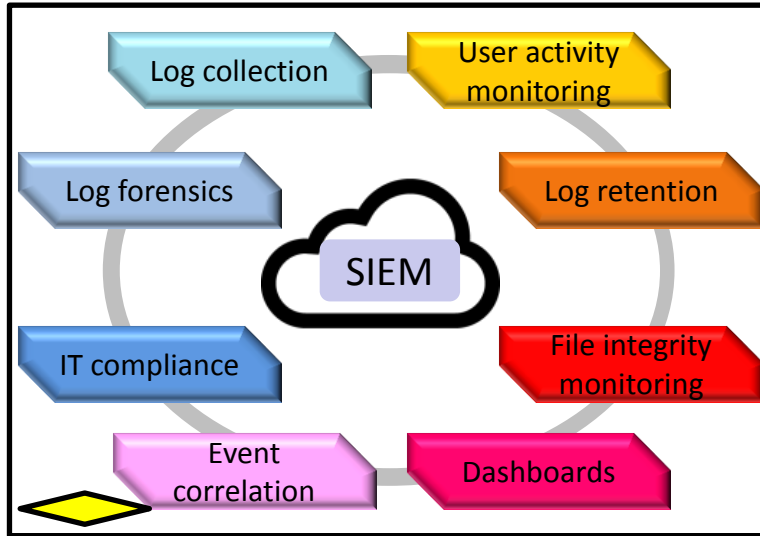 Log collection
User activity
monitoring
Log forensics
Log retention
SIEM
IT compliance
File integrity
monitoring
Event
correlation
Dashboards